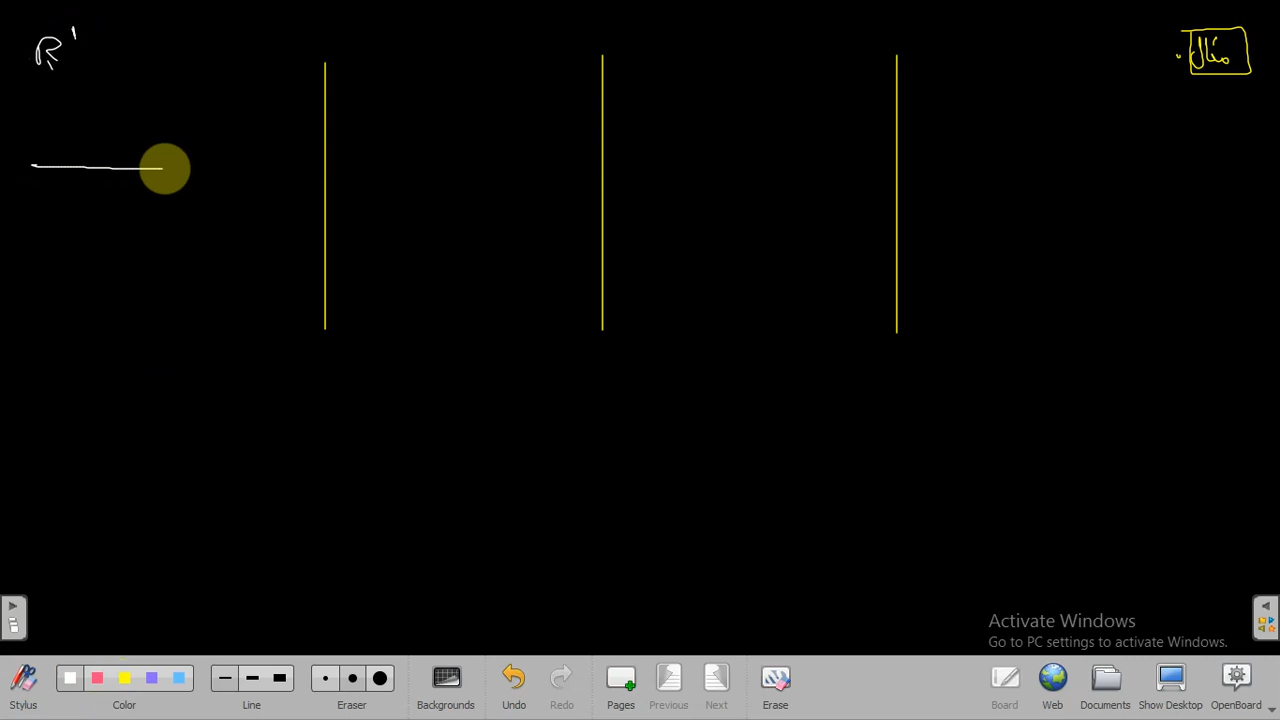 R¹
مثال
Activate Windows
Go to PC settings to activate Windows.
Stylus
Color
Line
Eraser
Backgrounds
Undo
Redo
Pages
Previous
Next
Erase
Board
Web
Documents
Show Desktop
OpenBoard